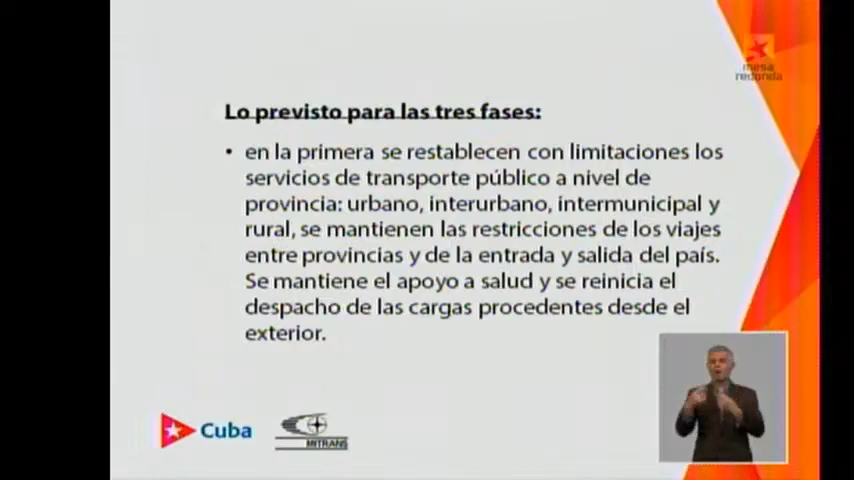 mesa
redonda
Lo previsto para las tres fases:
• en la primera se restablecen con limitaciones los
servicios de transporte público a nivel de
provincia: urbano, interurbano, intermunicipal y
rural, se mantienen las restricciones de los viajes
entre provincias y de la entrada y salida del país.
Se mantiene el apoyo a salud y se reinicia el
despacho de las cargas procedentes desde el
exterior.
Cuba
MITRANS